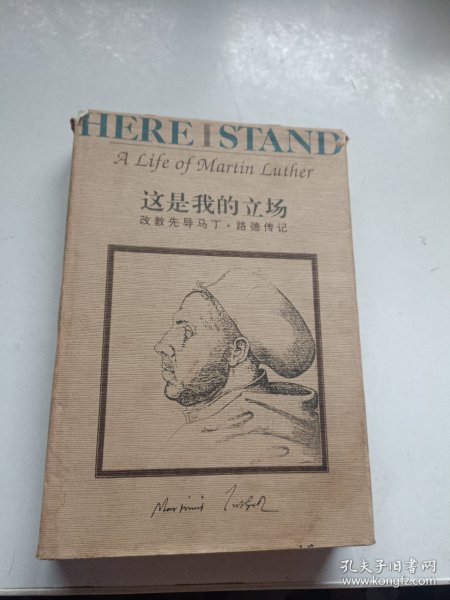 HERE I STAND
A Life of Martin Luther
这是我的立场
改教先导马丁·路德传记
Martinus Luther
孔夫子旧书网
www.kongfz.com